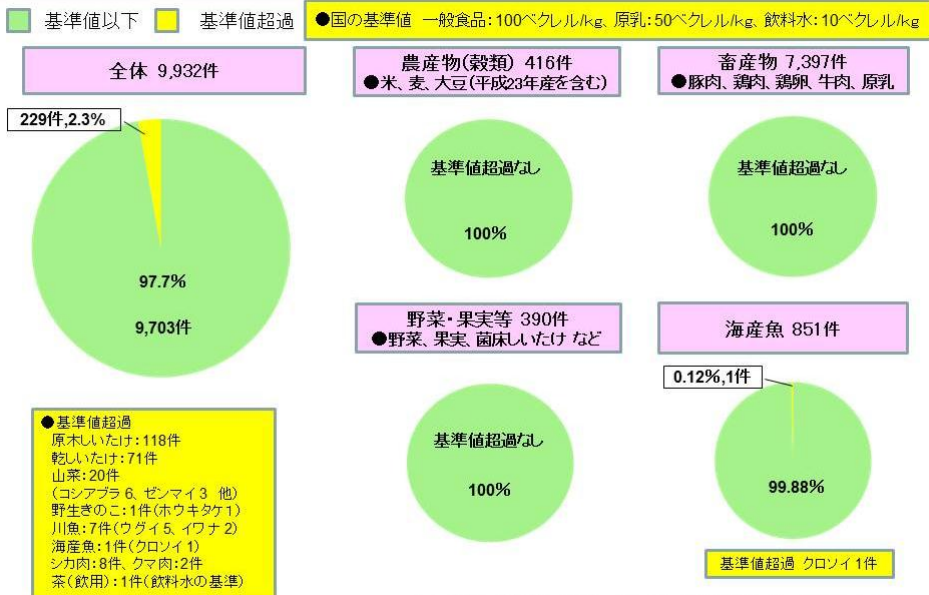 基準値以下 基準値超過
●国の基準値 一般食品:100ベクレル/kg、原乳:50ベクレル/kg、飲料水:10ベクレル/kg
全体 9,932件
229件,2.3%
97.7%
9,703件
●基準値超過
原木しいたけ:118件
乾しいたけ:71件
山菜:20件
(コシアブラ6、ゼンマイ3 他)
野生きのこ:1件(ホウキタケ1)
川魚:7件(ウグイ5、イワナ2)
海産魚:1件(クロソイ1)
シカ肉:8件、クマ肉:2件
茶(飲用):1件(飲料水の基準)
農産物(穀類) 416件
●米、麦、大豆(平成23年産を含む)
基準値超過なし
100%
畜産物 7,397件
●豚肉、鶏肉、鶏卵、牛肉、原乳
基準値超過なし
100%
野菜・果実等 390件
●野菜、果実、菌床しいたけ など
基準値超過なし
100%
海産魚 851件
0.12%,1件
99.88%
基準値超過 クロソイ1件